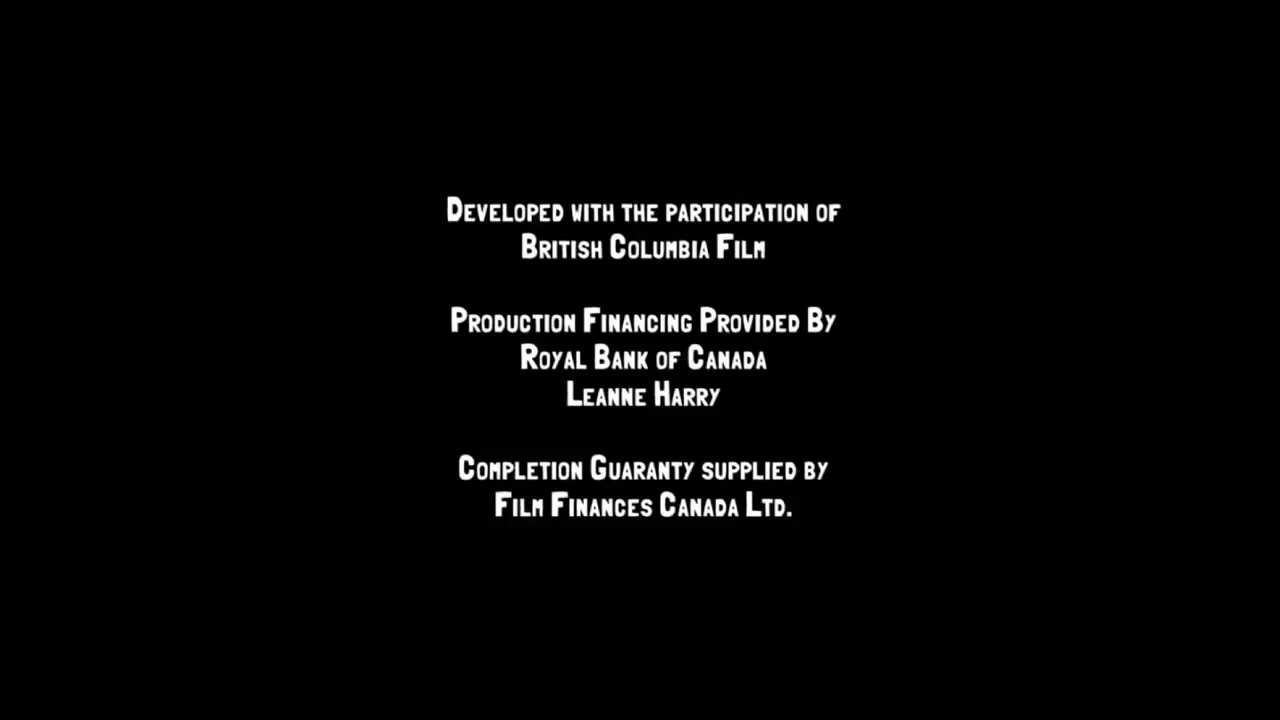 Developed with the participation of
British Columbia Film
Production Financing Provided By
Royal Bank of Canada
Leanne Harry
Completion Guaranty supplied by
Film Finances Canada Ltd.